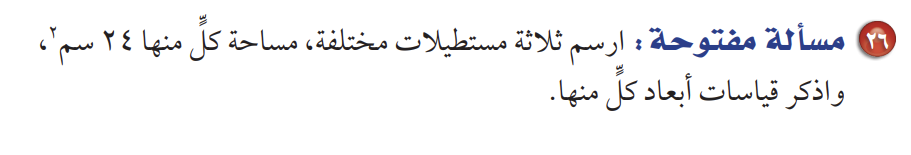 ٢٦ مسألة مفتوحة: ارسم ثلاثة مستطيلات مختلفة، مساحة كلٍّ منها ٢٤ سم٢،
واذكر قياسات أبعاد كلٍّ منها.